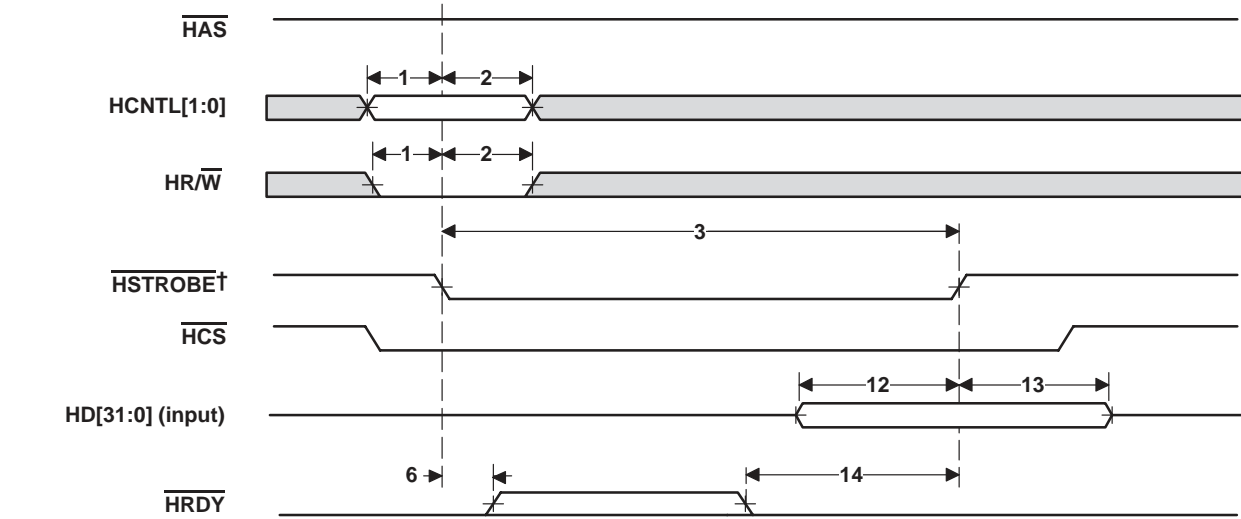 HAS
1 2
HCNTL[1:0]
1 2
HR/W
3
HSTROBE†
HCS
12 13
HD[31:0] (input)
6 14
HRDY